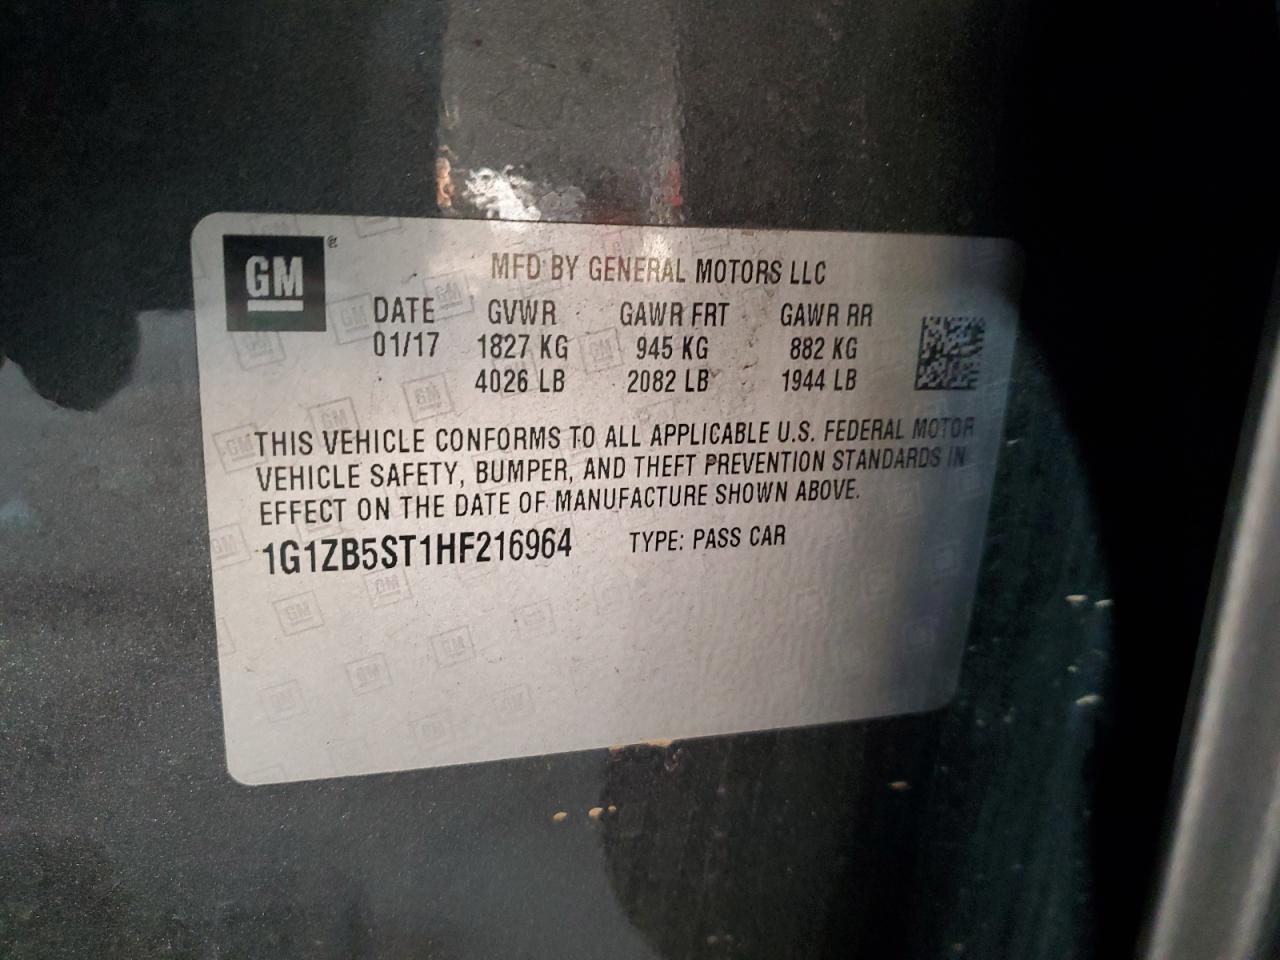 GM®
MFD BY GENERAL MOTORS LLC
DATE GVWR GAWR FRT GAWR RR
01/17 1827 KG 945 KG 882 KG
4026 LB 2082 LB 1944 LB
THIS VEHICLE CONFORMS TO ALL APPLICABLE U.S. FEDERAL MOTOR
VEHICLE SAFETY, BUMPER, AND THEFT PREVENTION STANDARDS IN
EFFECT ON THE DATE OF MANUFACTURE SHOWN ABOVE.
1G1ZB5ST1HF216964 TYPE: PASS CAR